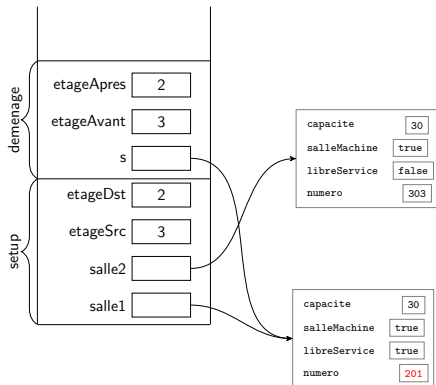 demenage
etageApres 2
etageAvant 3
s
setup
etageDst 2
etageSrc 3
salle2
salle1
capacite 30
salleMachine true
libreService false
numero 303
capacite 30
salleMachine true
libreService true
numero 201